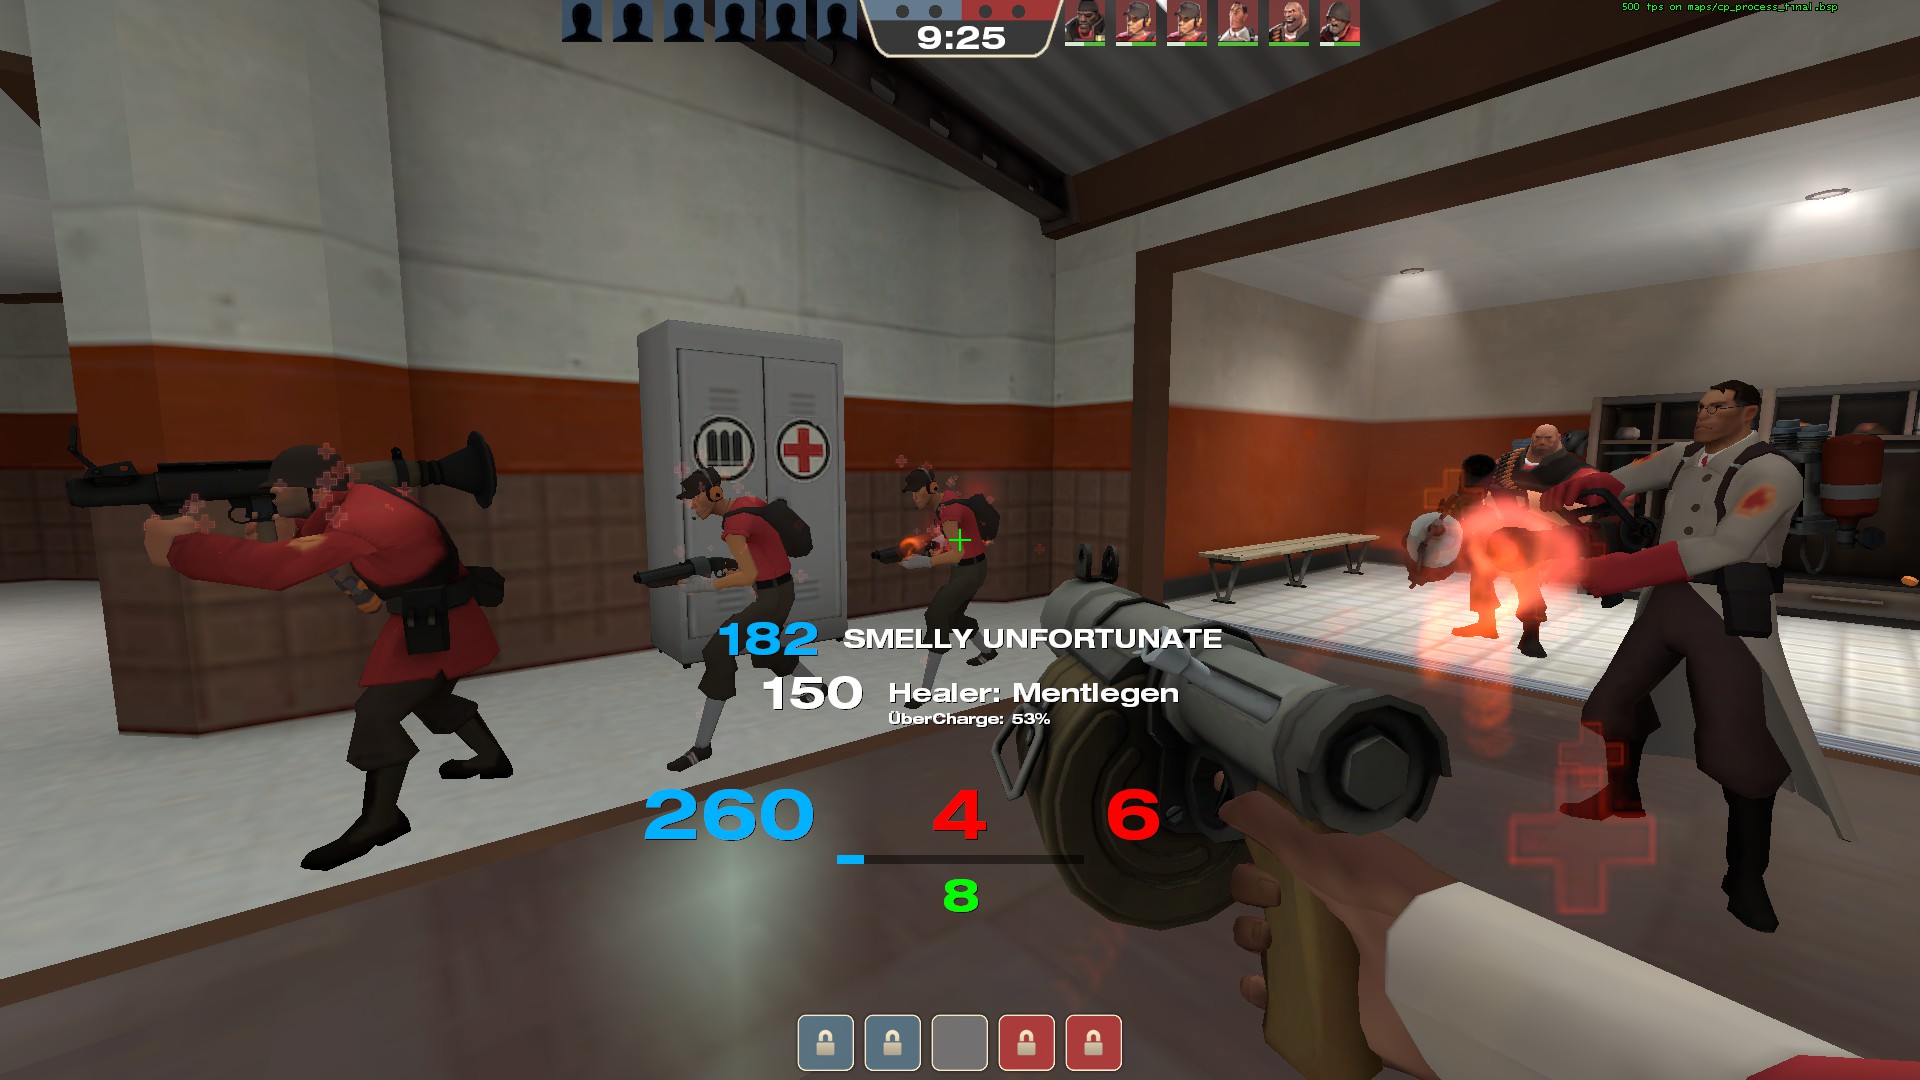 500 fps on maps/cp_process_final.bsp
9:25
182 SMELLY UNFORTUNATE
150 Healer: Mentlegen
ÜberCharge: 53%
260 4 6
8